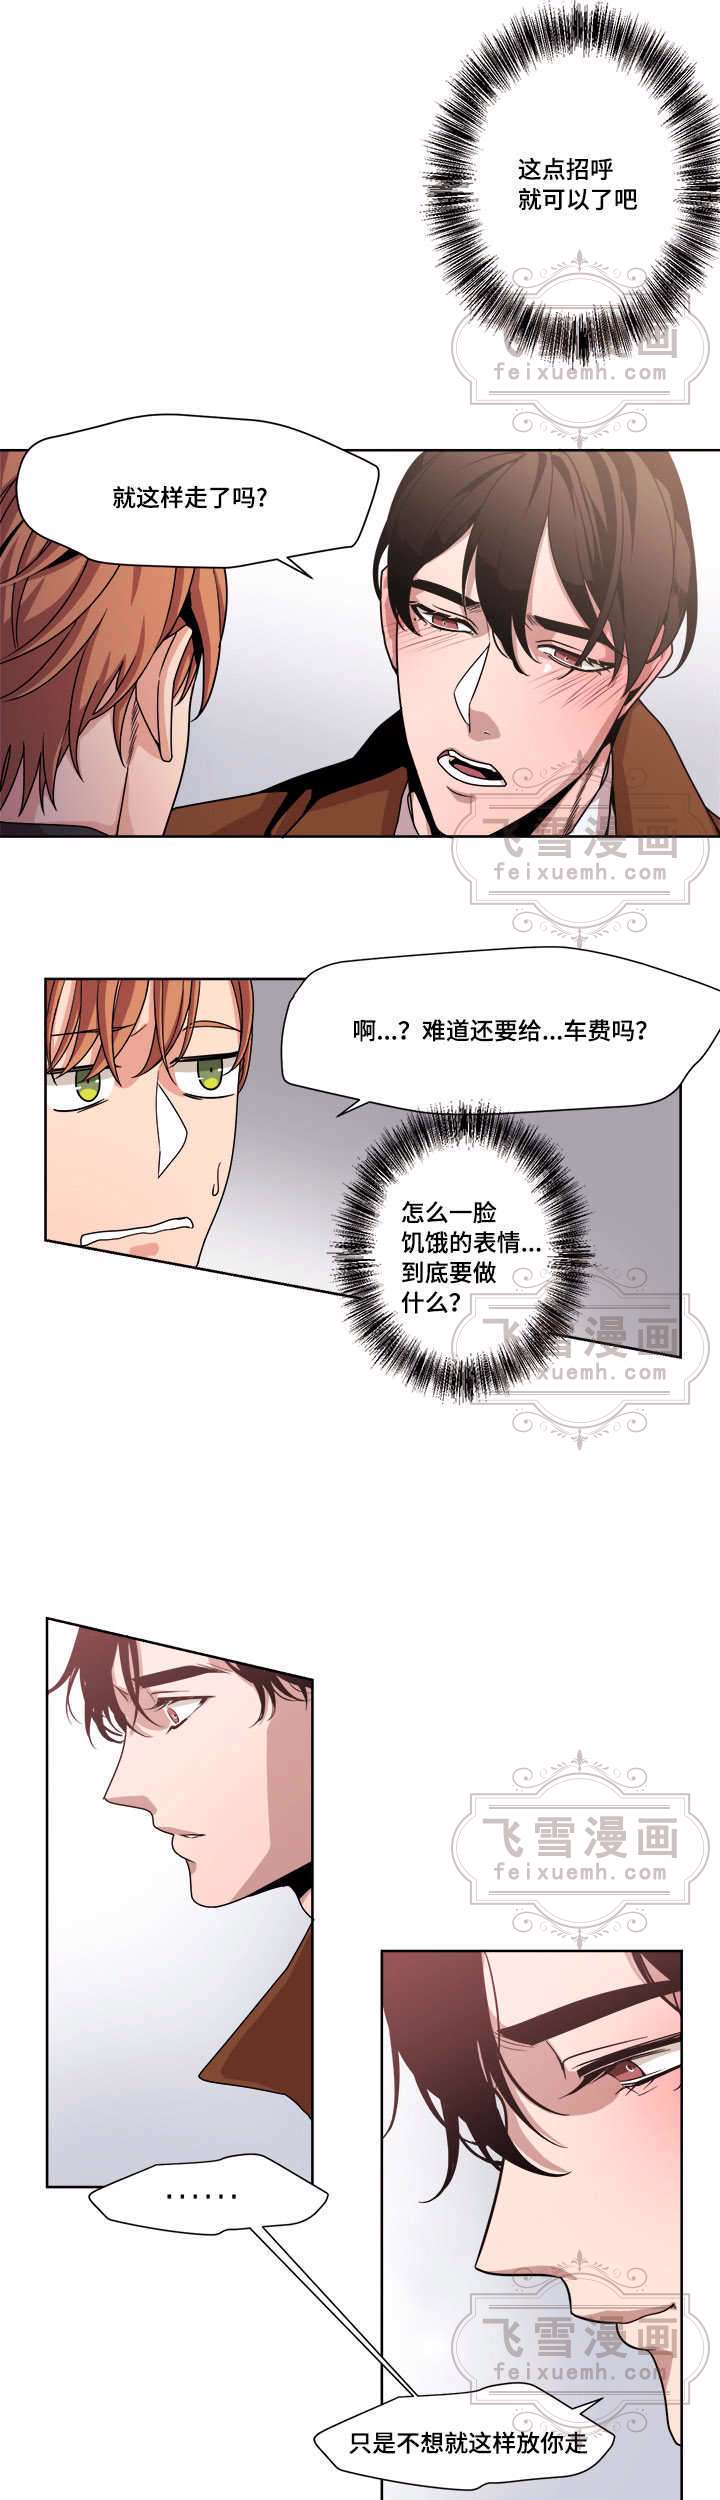 这点招呼
就可以了吧
飞雪漫画
feixuemh.com
就这样走了吗?
飞雪漫画
feixuemh.com
啊...? 难道还要给...车费吗?
怎么一脸
饥饿的表情...
到底要做
什么?
飞雪漫画
feixuemh.com
飞雪漫画
feixuemh.com
......
飞雪漫画
feixuemh.com
只是不想就这样放你走